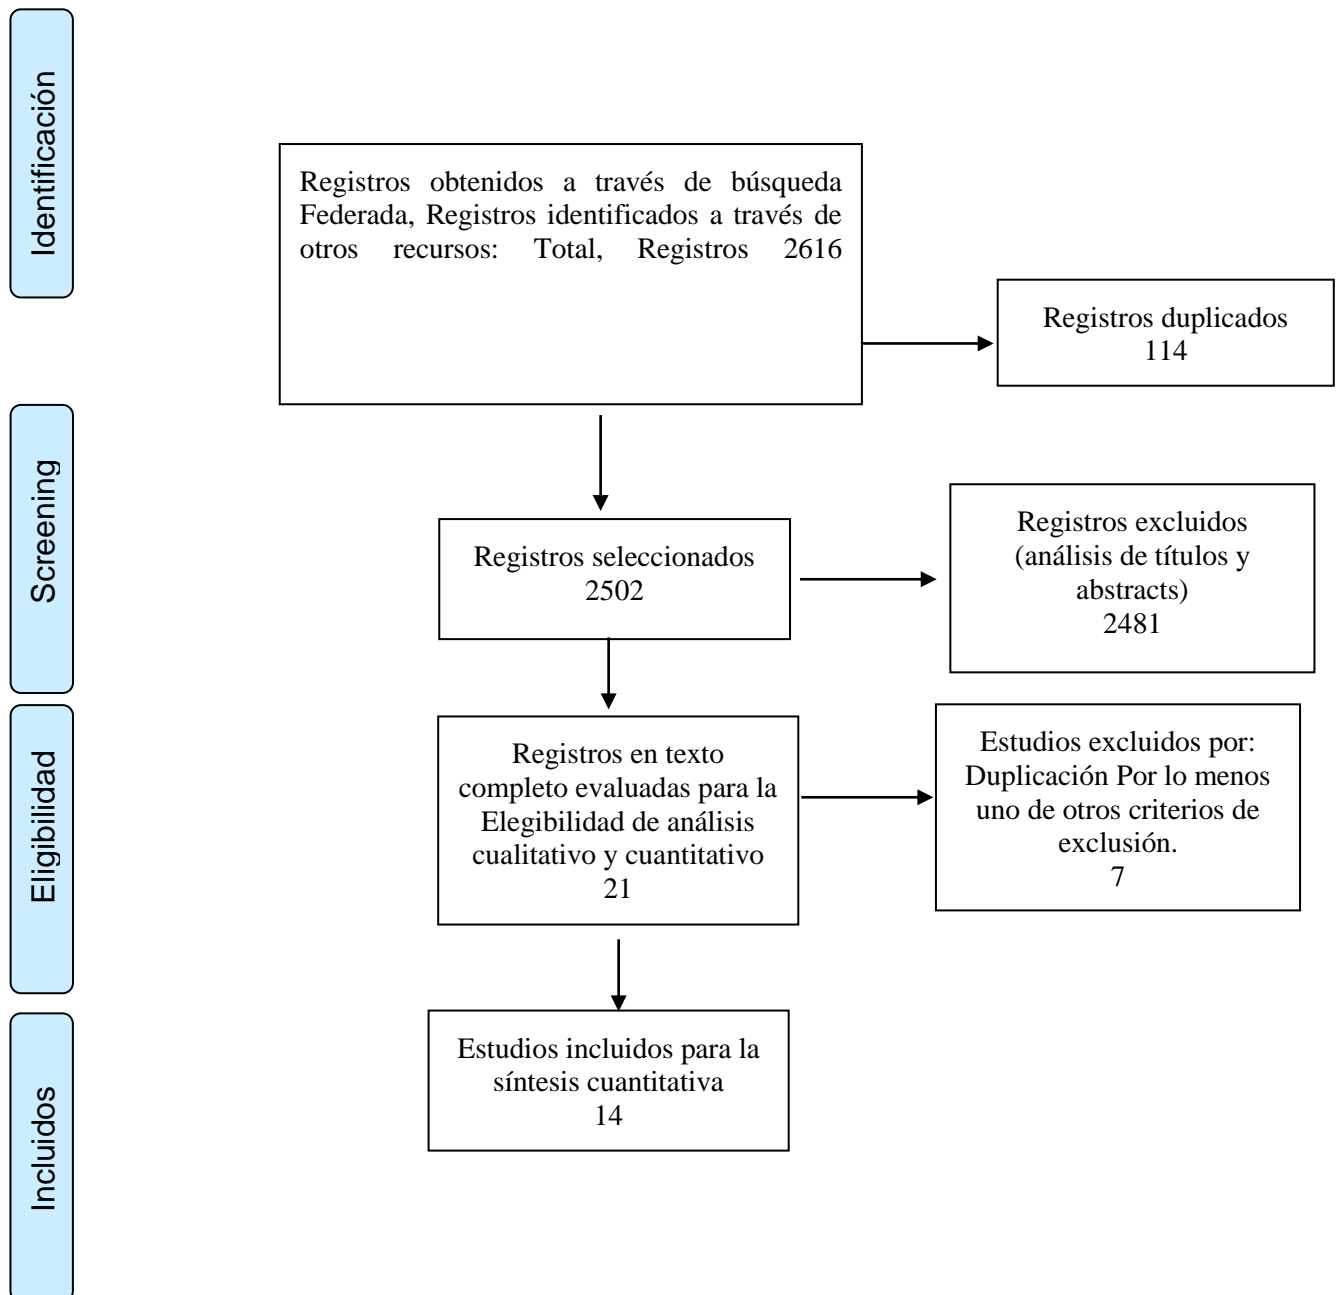 Identificación
Registros obtenidos a través de búsqueda
Federada, Registros identificados a través de
otros recursos: Total, Registros 2616
Registros duplicados
114
Screening
Registros seleccionados
2502
Registros excluidos
(análisis de títulos y
abstracts)
2481
Eligibilidad
Registros en texto
completo evaluadas para la
Elegibilidad de análisis
cualitativo y cuantitativo
21
Estudios excluidos por:
Duplicación Por lo menos
uno de otros criterios de
exclusión.
7
Incluidos
Estudios incluidos para la
síntesis cuantitativa
14